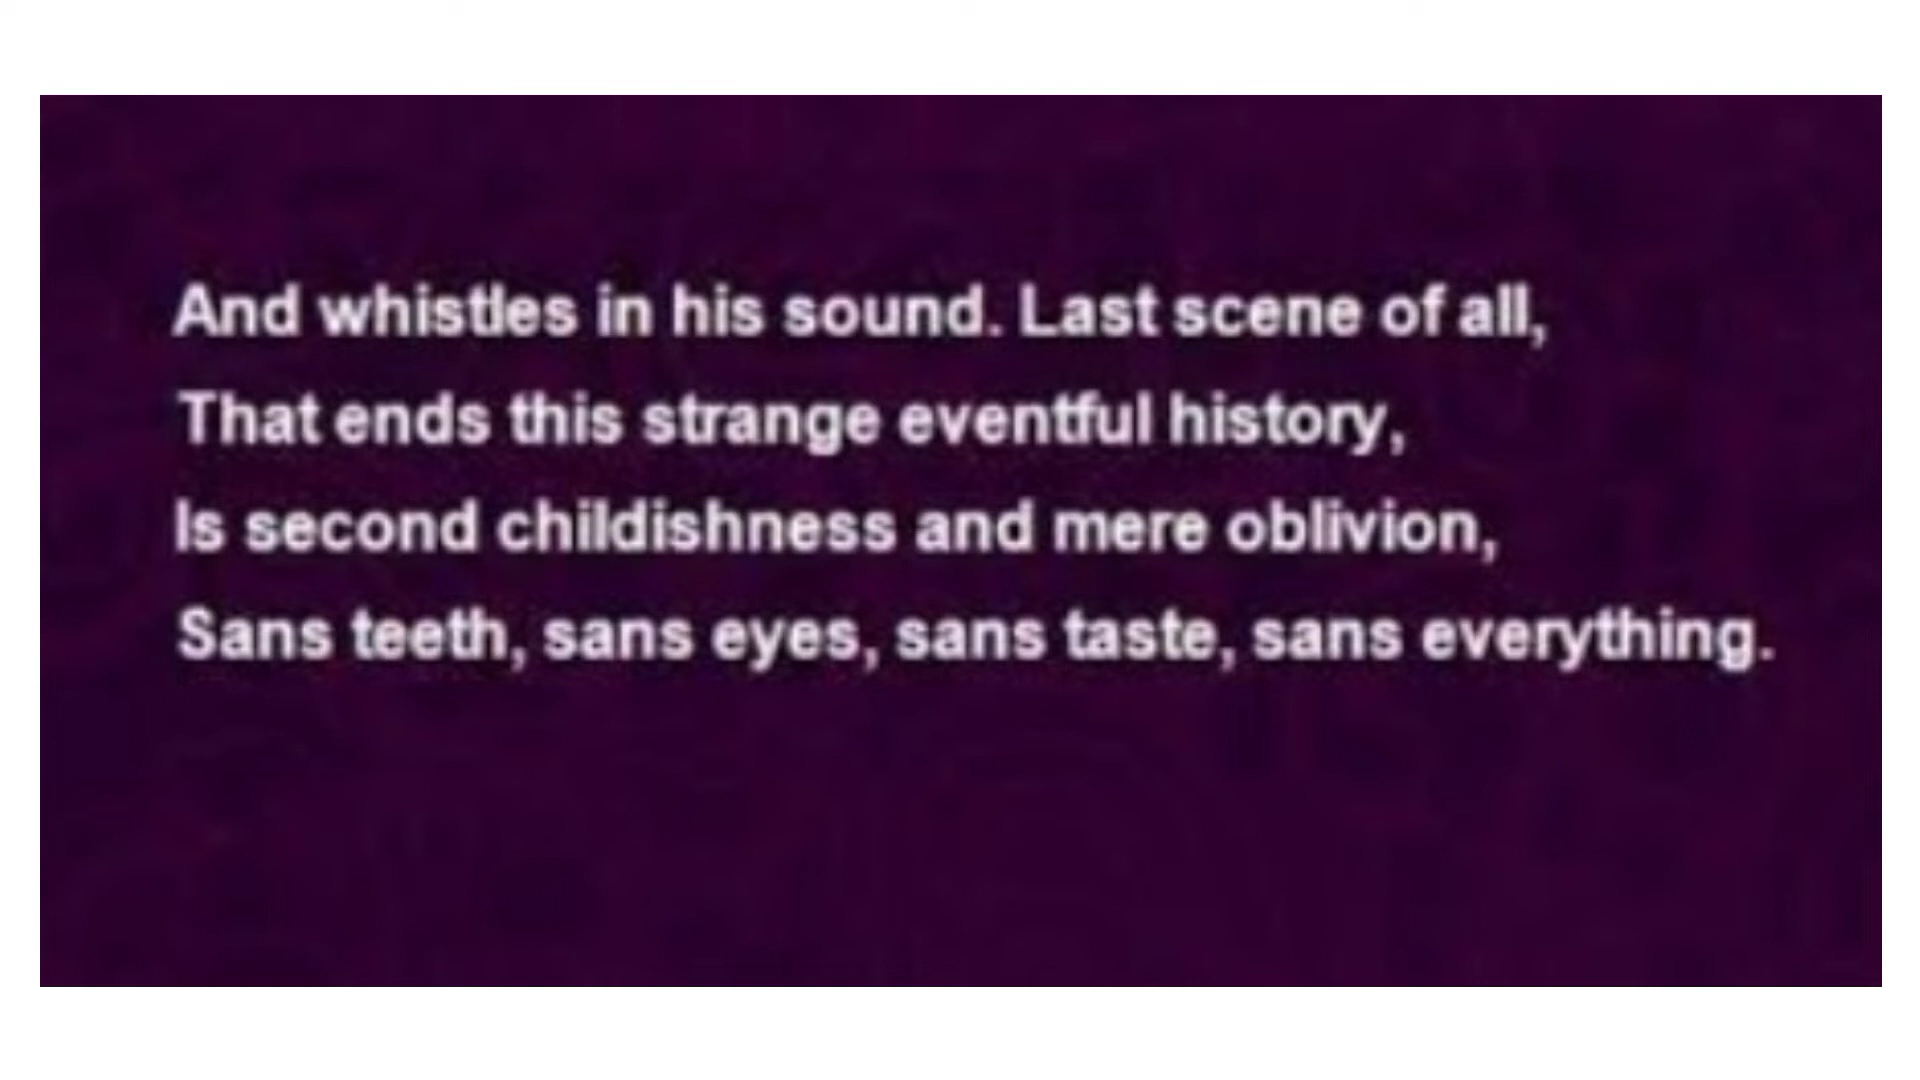 And whistles in his sound. Last scene of all,
That ends this strange eventful history,
Is second childishness and mere oblivion,
Sans teeth, sans eyes, sans taste, sans everything.